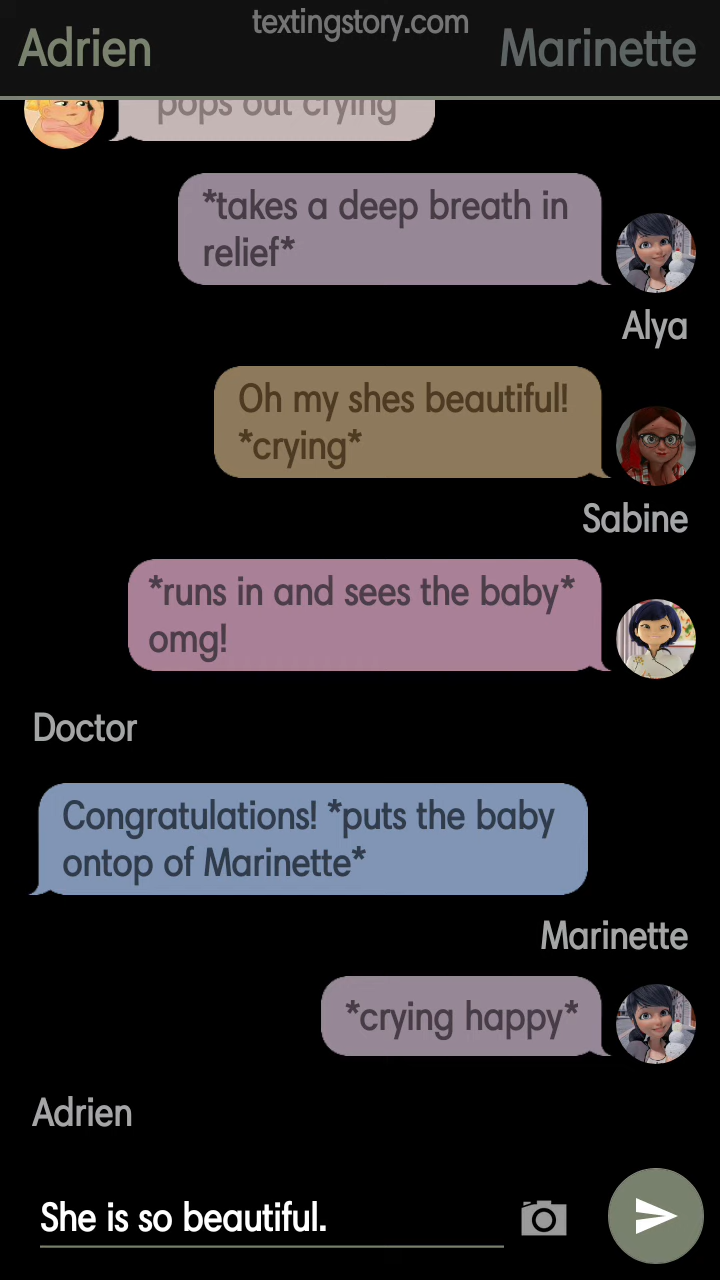 textingstory.com
Adrien
Marinette
pops out crying
*takes a deep breath in
relief*
Alya
Oh my shes beautiful!
*crying*
Sabine
*runs in and sees the baby*
omg!
Doctor
Congratulations! *puts the baby
ontop of Marinette*
Marinette
*crying happy*
Adrien
She is so beautiful.